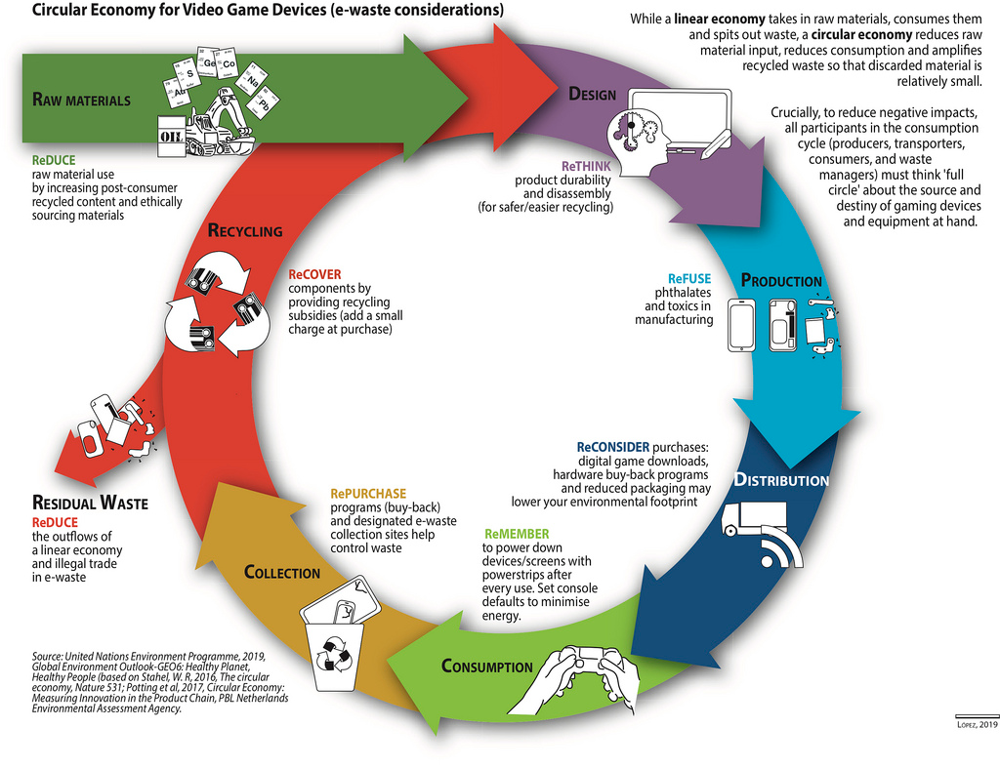 Circular Economy for Video Game Devices (e-waste considerations)
While a linear economy takes in raw materials, consumes them
and spits out waste, a circular economy reduces raw
material input, reduces consumption and amplifies
recycled waste so that discarded material is
relatively small.
Crucially, to reduce negative impacts,
all participants in the consumption
cycle (producers, transporters,
consumers, and waste
managers) must think 'full
circle' about the source and
destiny of gaming devices
and equipment at hand.
RAW MATERIALS
S
Ge
Co
Na
Pb
OIL
ReDUCE
raw material use
by increasing post-consumer
recycled content and ethically
sourcing materials
DESIGN
ReTHINK
product durability
and disassembly
(for safer/easier recycling)
RECYCLING
ReCOVER
components by
providing recycling
subsidies (add a small
charge at purchase)
ReFUSE
phthalates
and toxics in
manufacturing
PRODUCTION
ReCONSIDER purchases:
digital game downloads,
hardware buy-back programs
and reduced packaging may
lower your environmental footprint
DISTRIBUTION
RESIDUAL WASTE
ReDUCE
the outflows of
a linear economy
and illegal trade
in e-waste
RePURCHASE
programs (buy-back)
and designated e-waste
collection sites help
control waste
COLLECTION
ReMEMBER
to power down
devices/screens with
powerstrips after
every use. Set console
defaults to minimise
energy.
CONSUMPTION
Source: United Nations Environment Programme, 2019,
Global Environment Outlook-GEO6: Healthy Planet,
Healthy People (based on Stahel, W. R, 2016, The circular
economy, Nature 531; Potting et al, 2017, Circular Economy:
Measuring Innovation in the Product Chain, PBL Netherlands
Environmental Assessment Agency.
LÓPEZ, 2019